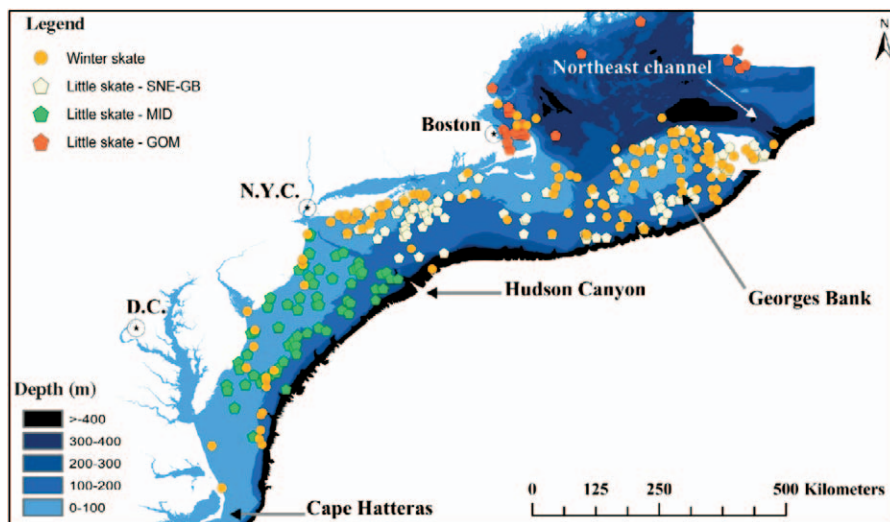 Legend
Winter skate
Little skate - SNE-GB
Little skate - MID
Little skate - GOM
N
Northeast channel
Boston
N.Y.C.
Hudson Canyon
Georges Bank
D.C.
Depth (m)
>-400
300-400
200-300
100-200
0-100
Cape Hatteras
0 125 250 500 Kilometers